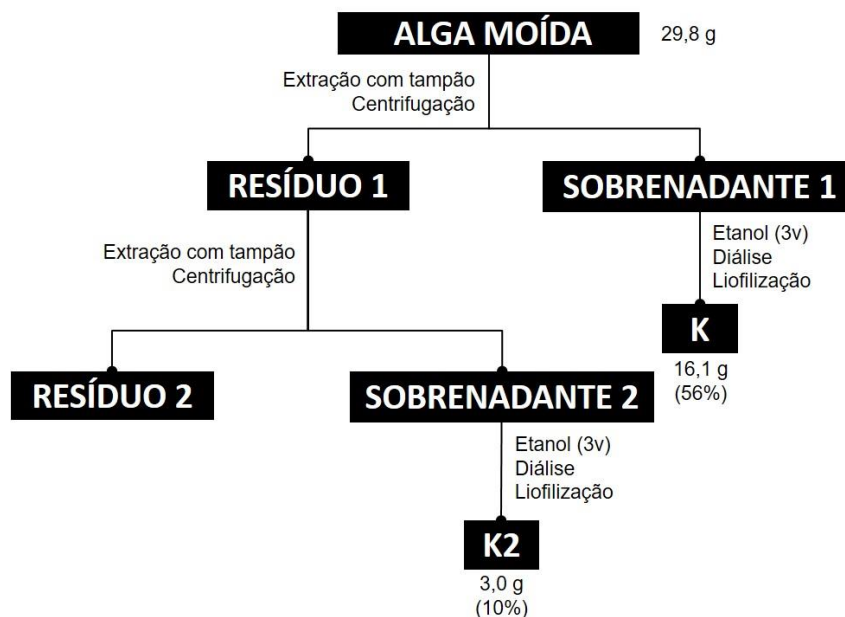 ALGA MOÍDA
29,8 g
Extração com tampão
Centrifugação
RESÍDUO 1
SOBRENADANTE 1
Extração com tampão
Centrifugação
Etanol (3v)
Diálise
Liofilização
K
16,1 g
(56%)
RESÍDUO 2
SOBRENADANTE 2
Etanol (3v)
Diálise
Liofilização
K2
3,0 g
(10%)